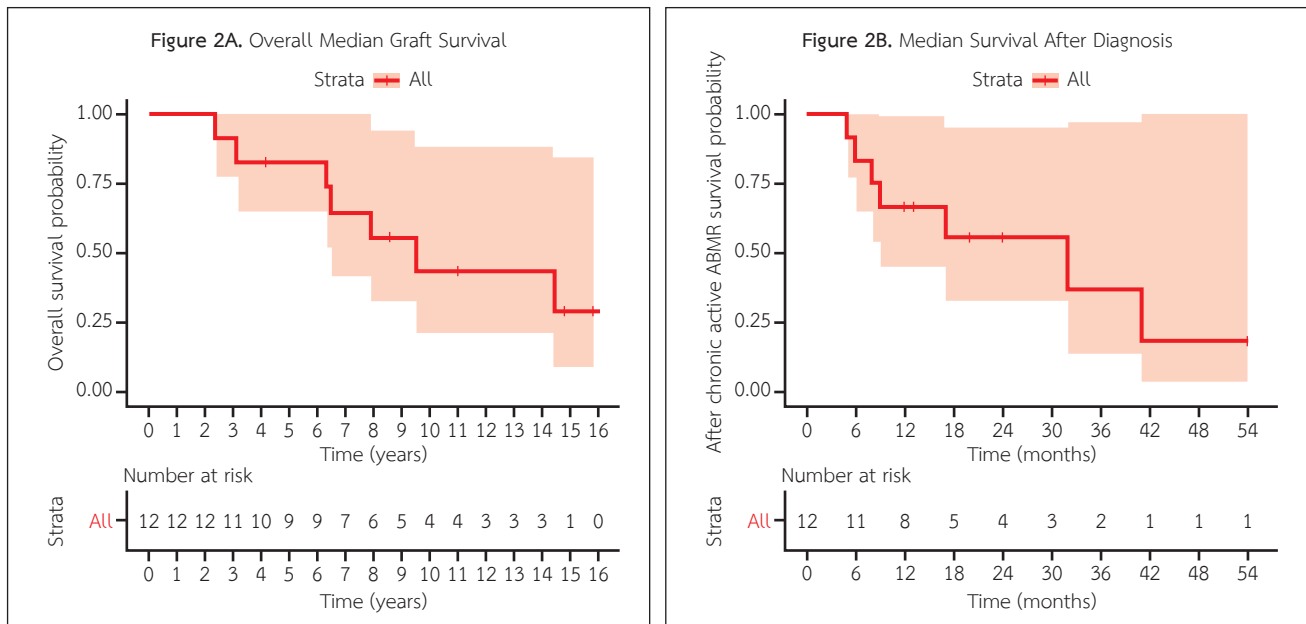 Figure 2A. Overall Median Graft Survival
Strata All
Overall survival probability
1.00
0.75
0.50
0.25
0.00
0 1 2 3 4 5 6 7 8 9 10 11 12 13 14 15 16
Time (years)
Number at risk
Strata
All 12 12 12 11 10 9 9 7 6 5 4 4 3 3 3 1 0
0 1 2 3 4 5 6 7 8 9 10 11 12 13 14 15 16
Time (years)
Figure 2B. Median Survival After Diagnosis
Strata All
After chronic active ABMR survival probability
1.00
0.75
0.50
0.25
0.00
0 6 12 18 24 30 36 42 48 54
Time (months)
Number at risk
Strata
All 12 11 8 5 4 3 2 1 1 1
0 6 12 18 24 30 36 42 48 54
Time (months)